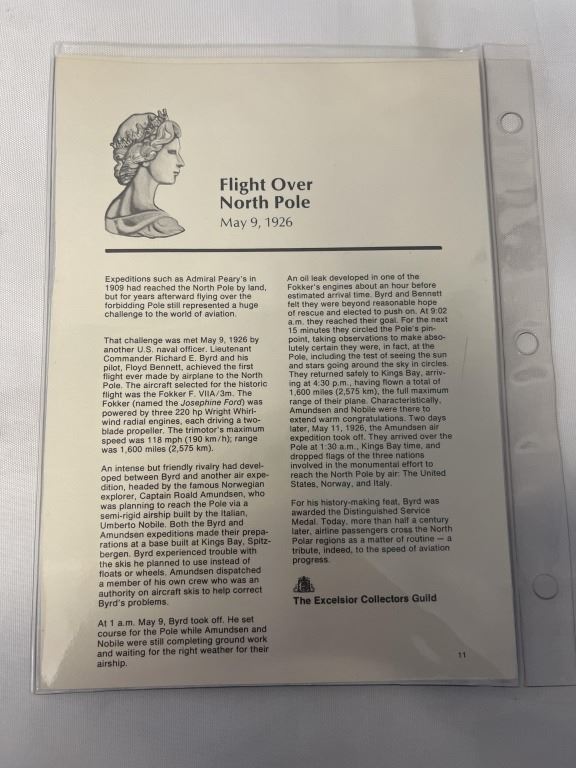 Flight Over
North Pole
May 9, 1926
Expeditions such as Admiral Peary's in
1909 had reached the North Pole by land,
but for years afterward flying over the
forbidding Pole still represented a huge
challenge to the world of aviation.
That challenge was met May 9, 1926 by
another U.S. naval officer. Lieutenant
Commander Richard E. Byrd and his
pilot, Floyd Bennett, achieved the first
flight ever made by airplane to the North
Pole. The aircraft selected for the historic
flight was the Fokker F. VIIA/3m. The
Fokker (named the Josephine Ford) was
powered by three 220 hp Wright Whirl-
wind radial engines, each driving a two-
blade propeller. The trimotor's maximum
speed was 118 mph (190 km/h); range
was 1,600 miles (2,575 km).
An intense but friendly rivalry had devel-
oped between Byrd and another air expe-
dition, headed by the famous Norwegian
explorer, Captain Roald Amundsen, who
was planning to reach the Pole via a
semi-rigid airship built by the Italian,
Umberto Nobile. Both the Byrd and
Amundsen expeditions made their prepa-
rations at a base built at Kings Bay, Spitz-
bergen. Byrd experienced trouble with
the skis he planned to use instead of
floats or wheels. Amundsen dispatched
a member of his own crew who was an
authority on aircraft skis to help correct
Byrd's problems.
At 1 a.m. May 9, Byrd took off. He set
course for the Pole while Amundsen and
Nobile were still completing ground work
and waiting for the right weather for their
airship.
An oil leak developed in one of the
Fokker's engines about an hour before
estimated arrival time. Byrd and Bennett
felt they were beyond reasonable hope
of rescue and elected to push on. At 9:02
a.m. they reached their goal. For the next
15 minutes they circled the Pole's pin-
point, taking observations to make abso-
lutely certain they were, in fact, at the
Pole, including the test of seeing the sun
and stars going around the sky in circles.
They returned safely to Kings Bay, arriv-
ing at 4:30 p.m., having flown a total of
1,600 miles (2,575 km), the full maximum
range of their plane. Characteristically,
Amundsen and Nobile were there to
extend warm congratulations. Two days
later, May 11, 1926, the Amundsen air
expedition took off. They arrived over the
Pole at 1:30 a.m., Kings Bay time, and
dropped flags of the three nations
involved in the monumental effort to
reach the North Pole by air: The United
States, Norway, and Italy.
For his history-making feat, Byrd was
awarded the Distinguished Service
Medal. Today, more than half a century
later, airline passengers cross the North
Polar regions as a matter of routine — a
tribute, indeed, to the speed of aviation
progress.
The Excelsior Collectors Guild
11